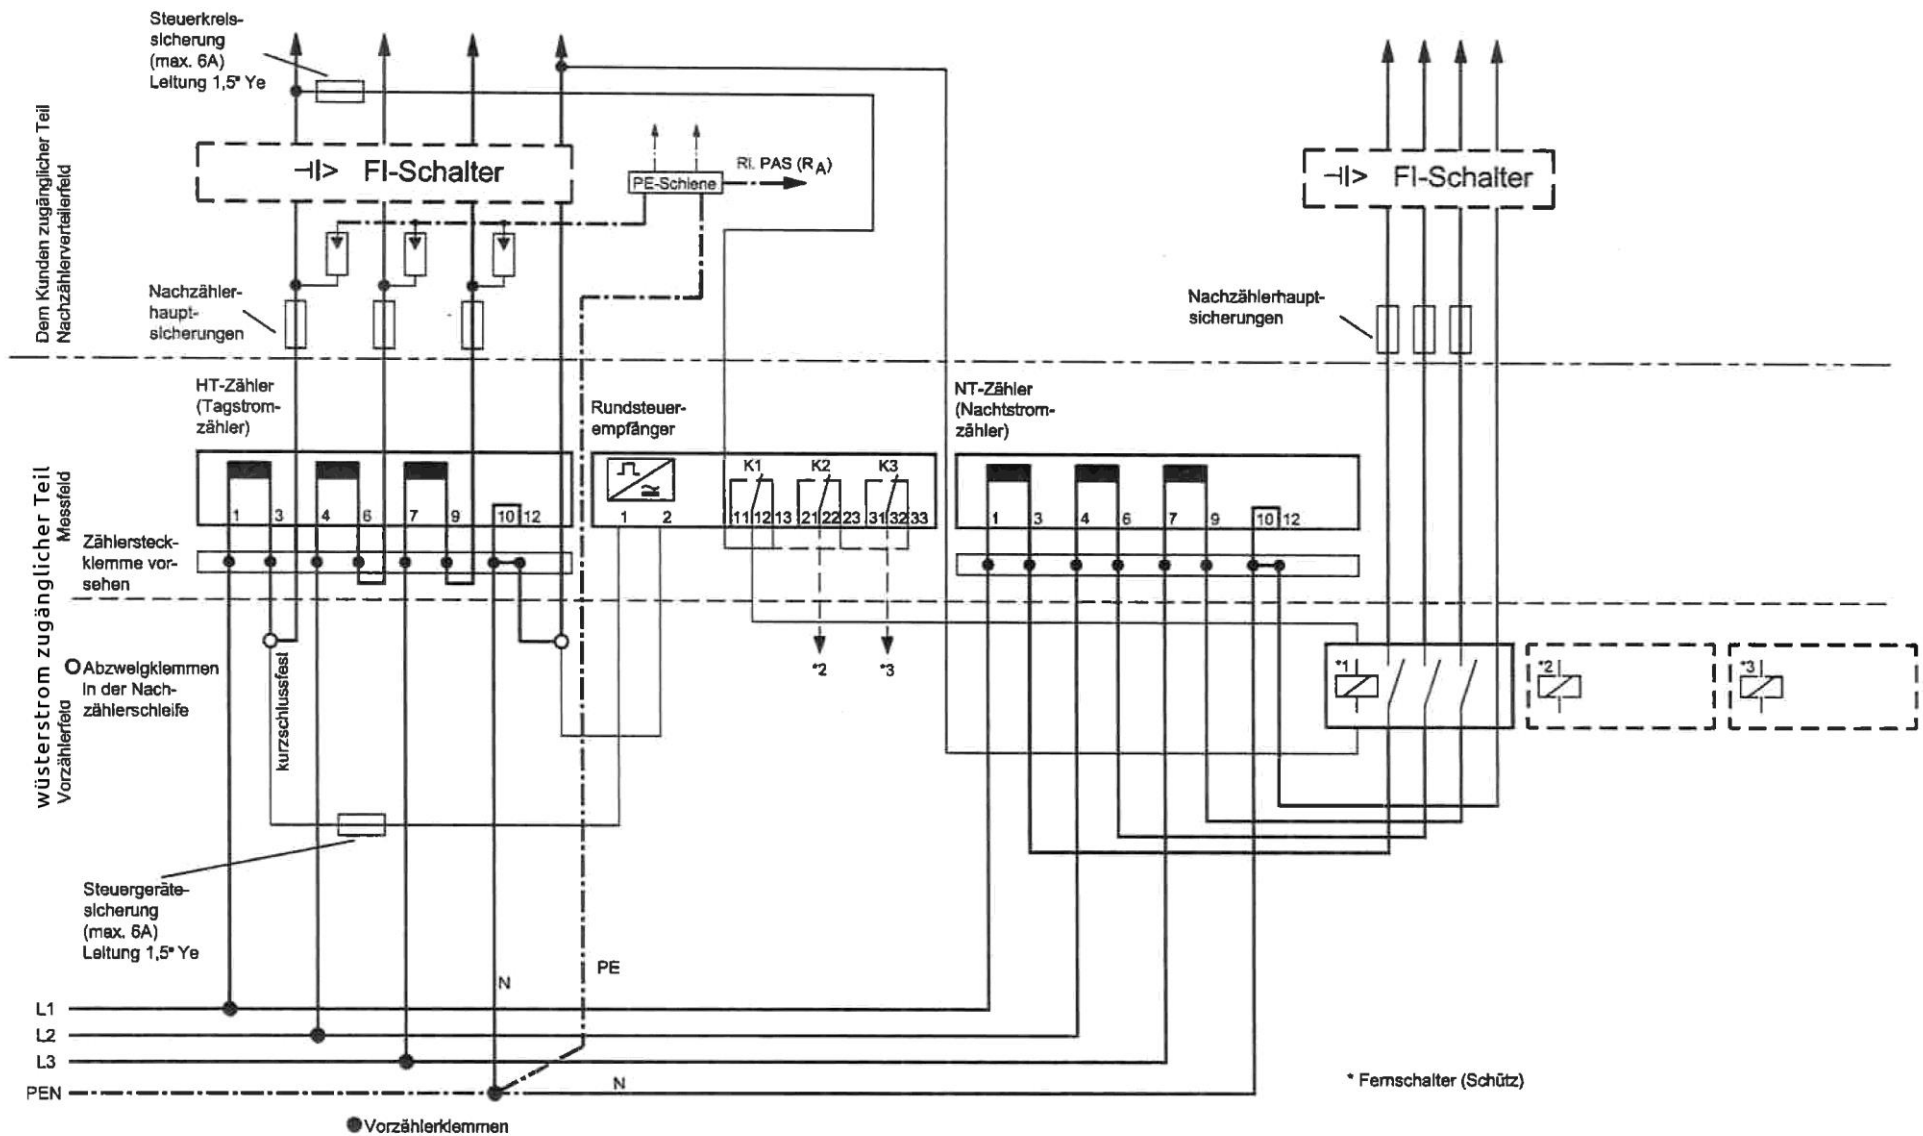 Steuerkreis-
sicherung
(max. 6A)
Leitung 1,5" Ye
Dem Kunden zugänglicher Teil
Nachzählerverteilerfeld
FI-Schalter
RI. PAS (RA)
PE-Schiene
FI-Schalter
Nachzähler-
haupt-
sicherungen
Nachzählerhaupt-
sicherungen
HT-Zähler
(Tagstrom-
zähler)
Rundsteuer-
empfänger
NT-Zähler
(Nachtstrom-
zähler)
wüsterstrom zugänglicher Teil
Messfeld
Vorzählerfeld
K1 K2 K3
1 3 4 6 7 9 10 12
1 2
11 12 13 21 22 23 31 32 33
1 3 4 6 7 9 10 12
Zählersteck-
klemme vor-
sehen
Abzweigklemmen
in der Nach-
zählerschleife
kurzschlussfest
*2 *3
*1 *2 *3
Steuergeräte-
sicherung
(max. 6A)
Leitung 1,5" Ye
N
PE
L1
L2
L3
PEN
N
* Fernschalter (Schütz)
Vorzählerklemmen